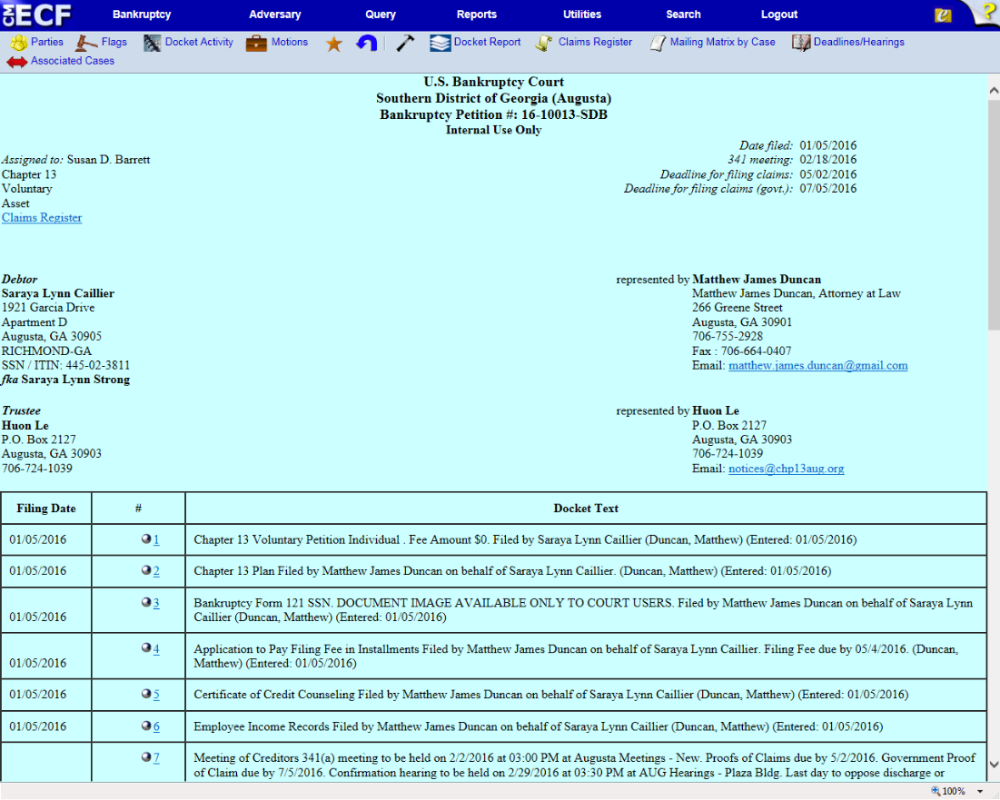 CM ECF
Bankruptcy Adversary Query Reports Utilities Search Logout
Parties Flags Docket Activity Motions Docket Report Claims Register Mailing Matrix by Case Deadlines/Hearings
Associated Cases
U.S. Bankruptcy Court
Southern District of Georgia (Augusta)
Bankruptcy Petition #: 16-10013-SDB
Internal Use Only
Date filed: 01/05/2016
341 meeting: 02/18/2016
Deadline for filing claims: 05/02/2016
Deadline for filing claims (govt.): 07/05/2016
Assigned to: Susan D. Barrett
Chapter 13
Voluntary
Asset
Claims Register
Debtor
Saraya Lynn Caillier
1921 Garcia Drive
Apartment D
Augusta, GA 30905
RICHMOND-GA
SSN / ITIN: 445-02-3811
fka Saraya Lynn Strong
represented by Matthew James Duncan
Matthew James Duncan, Attorney at Law
266 Greene Street
Augusta, GA 30901
706-755-2928
Fax : 706-664-0407
Email: matthew.james.duncan@gmail.com
Trustee
Huon Le
P.O. Box 2127
Augusta, GA 30903
706-724-1039
represented by Huon Le
P.O. Box 2127
Augusta, GA 30903
706-724-1039
Email: notices@chp13aug.org
Filing Date # Docket Text
01/05/2016 1 Chapter 13 Voluntary Petition Individual . Fee Amount $0. Filed by Saraya Lynn Caillier (Duncan, Matthew) (Entered: 01/05/2016)
01/05/2016 2 Chapter 13 Plan Filed by Matthew James Duncan on behalf of Saraya Lynn Caillier. (Duncan, Matthew) (Entered: 01/05/2016)
3 Bankruptcy Form 121 SSN. DOCUMENT IMAGE AVAILABLE ONLY TO COURT USERS. Filed by Matthew James Duncan on behalf of Saraya Lynn
01/05/2016 Caillier (Duncan, Matthew) (Entered: 01/05/2016)
4 Application to Pay Filing Fee in Installments Filed by Matthew James Duncan on behalf of Saraya Lynn Caillier. Filing Fee due by 05/4/2016. (Duncan,
01/05/2016 Matthew) (Entered: 01/05/2016)
01/05/2016 5 Certificate of Credit Counseling Filed by Matthew James Duncan on behalf of Saraya Lynn Caillier (Duncan, Matthew) (Entered: 01/05/2016)
01/05/2016 6 Employee Income Records Filed by Matthew James Duncan on behalf of Saraya Lynn Caillier (Duncan, Matthew) (Entered: 01/05/2016)
7 Meeting of Creditors 341(a) meeting to be held on 2/2/2016 at 03:00 PM at Augusta Meetings - New. Proofs of Claims due by 5/2/2016. Government Proof
of Claim due by 7/5/2016. Confirmation hearing to be held on 2/29/2016 at 03:30 PM at AUG Hearings - Plaza Bldg. Last day to oppose discharge or
100%